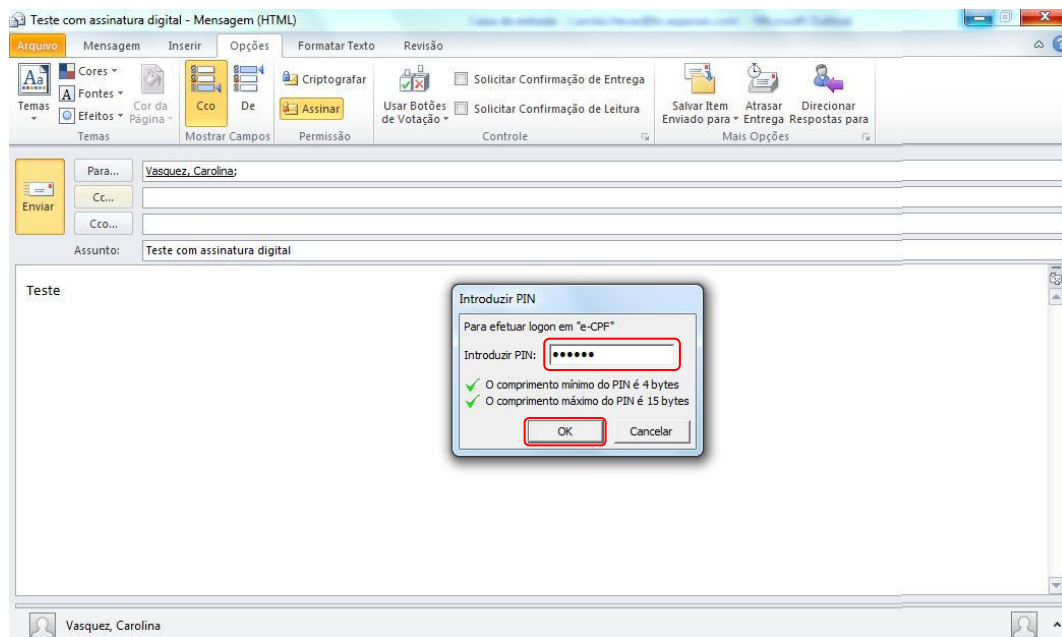 Teste com assinatura digital - Mensagem (HTML)
Arquivo Mensagem Inserir Opções Formatar Texto Revisão
Temas
Cores
Fontes
Efeitos
Cor da Página
Temas
Cco
De
Mostrar Campos
Criptografar
Assinar
Permissão
Usar Botões de Votação
Solicitar Confirmação de Entrega
Solicitar Confirmação de Leitura
Controle
Salvar Item Enviado para
Atrasar Entrega
Direcionar Respostas para
Mais Opções
Enviar
Para... Vasquez, Carolina;
Cc...
Cco...
Assunto: Teste com assinatura digital
Teste
Introduzir PIN
Para efetuar logon em "e-CPF"
Introduzir PIN: ••••••
O comprimento mínimo do PIN é 4 bytes
O comprimento máximo do PIN é 15 bytes
OK Cancelar
Vasquez, Carolina